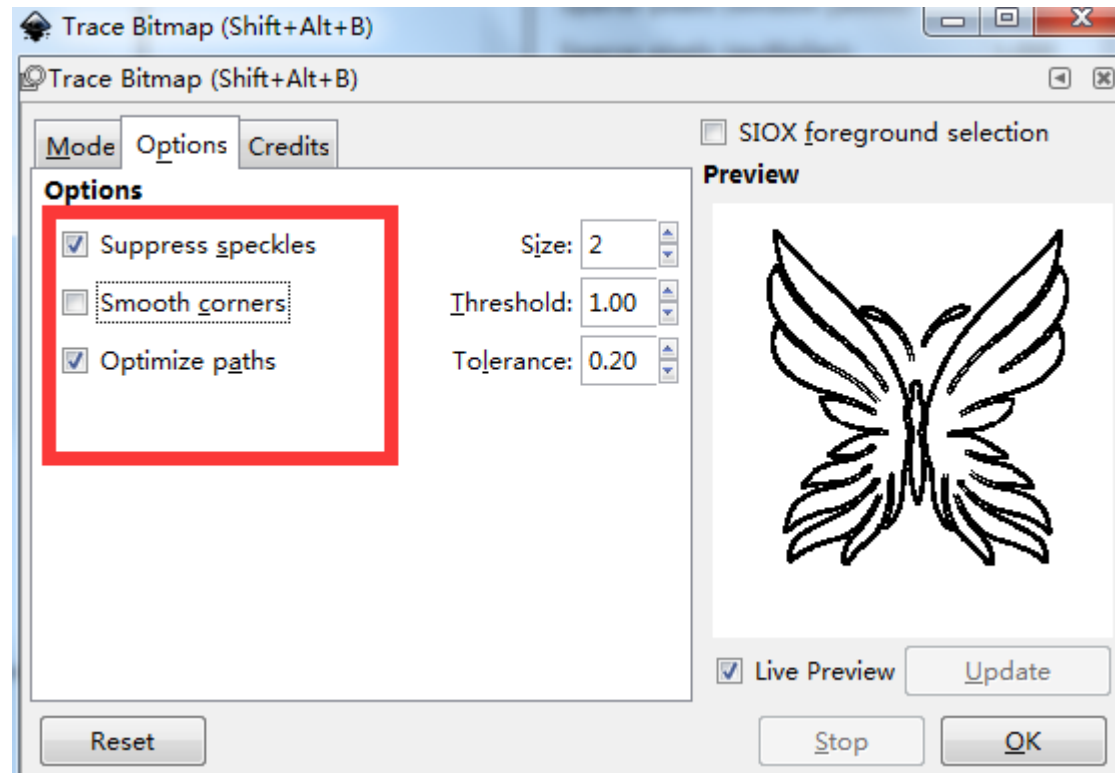 Trace Bitmap (Shift+Alt+B)
Trace Bitmap (Shift+Alt+B)
Mode Options Credits
SIOX foreground selection
Options
Preview
Suppress speckles Size: 2
Smooth corners Threshold: 1.00
Optimize paths Tolerance: 0.20
Live Preview Update
Reset Stop OK